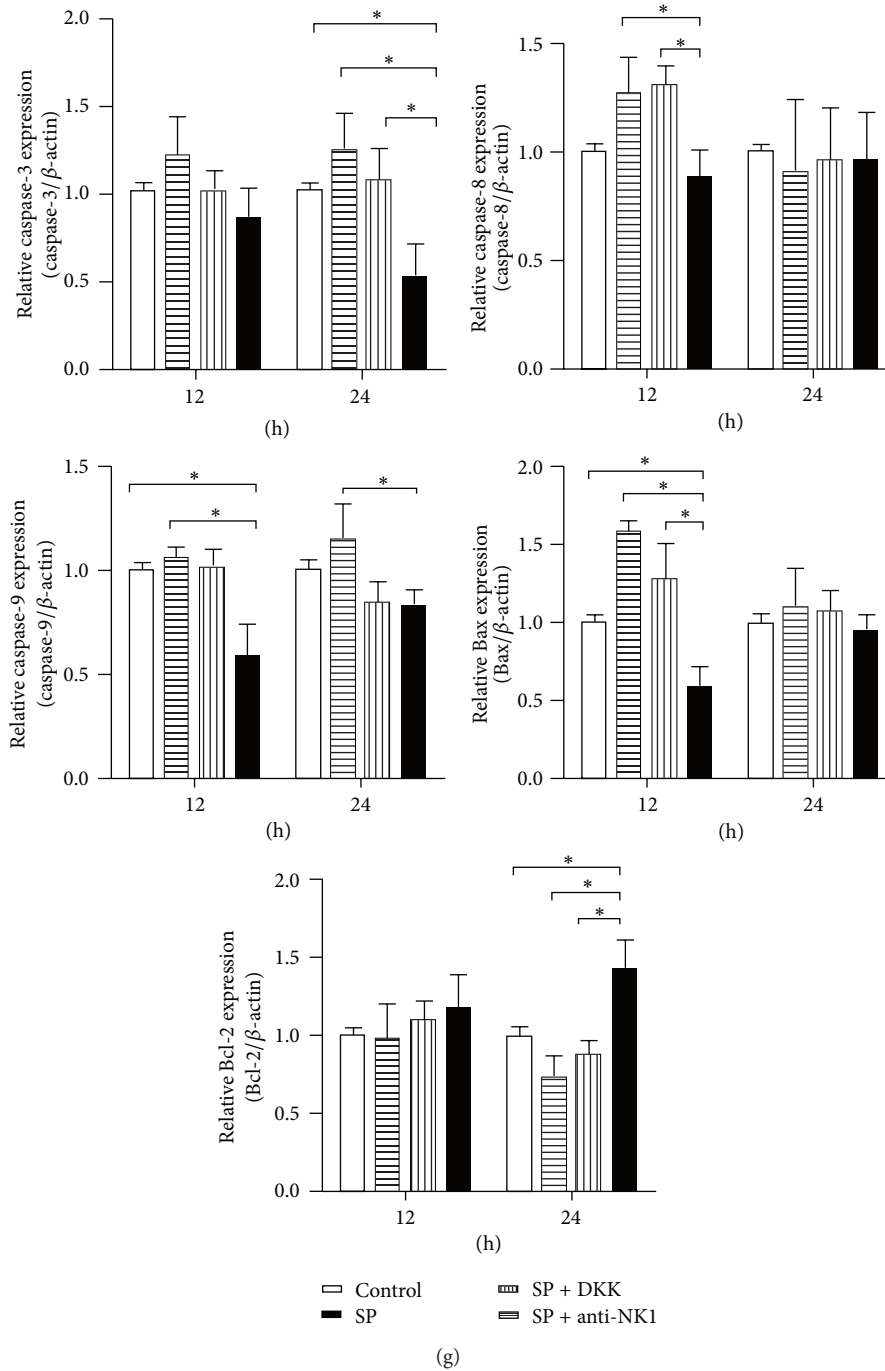 Relative caspase-3 expression
(caspase-3/β-actin)
2.0
1.5
1.0
0.5
0.0
*
*
*
12
24
(h)
Relative caspase-8 expression
(caspase-8/β-actin)
1.5
1.0
0.5
0.0
*
*
12
24
(h)
Relative caspase-9 expression
(caspase-9/β-actin)
1.5
1.0
0.5
0.0
*
*
*
12
24
(h)
Relative Bax expression
(Bax/β-actin)
2.0
1.5
1.0
0.5
0.0
*
*
*
12
24
(h)
Relative Bcl-2 expression
(Bcl-2/β-actin)
2.0
1.5
1.0
0.5
0.0
*
*
*
12
24
(h)
Control
SP
SP + DKK
SP + anti-NK1
(g)